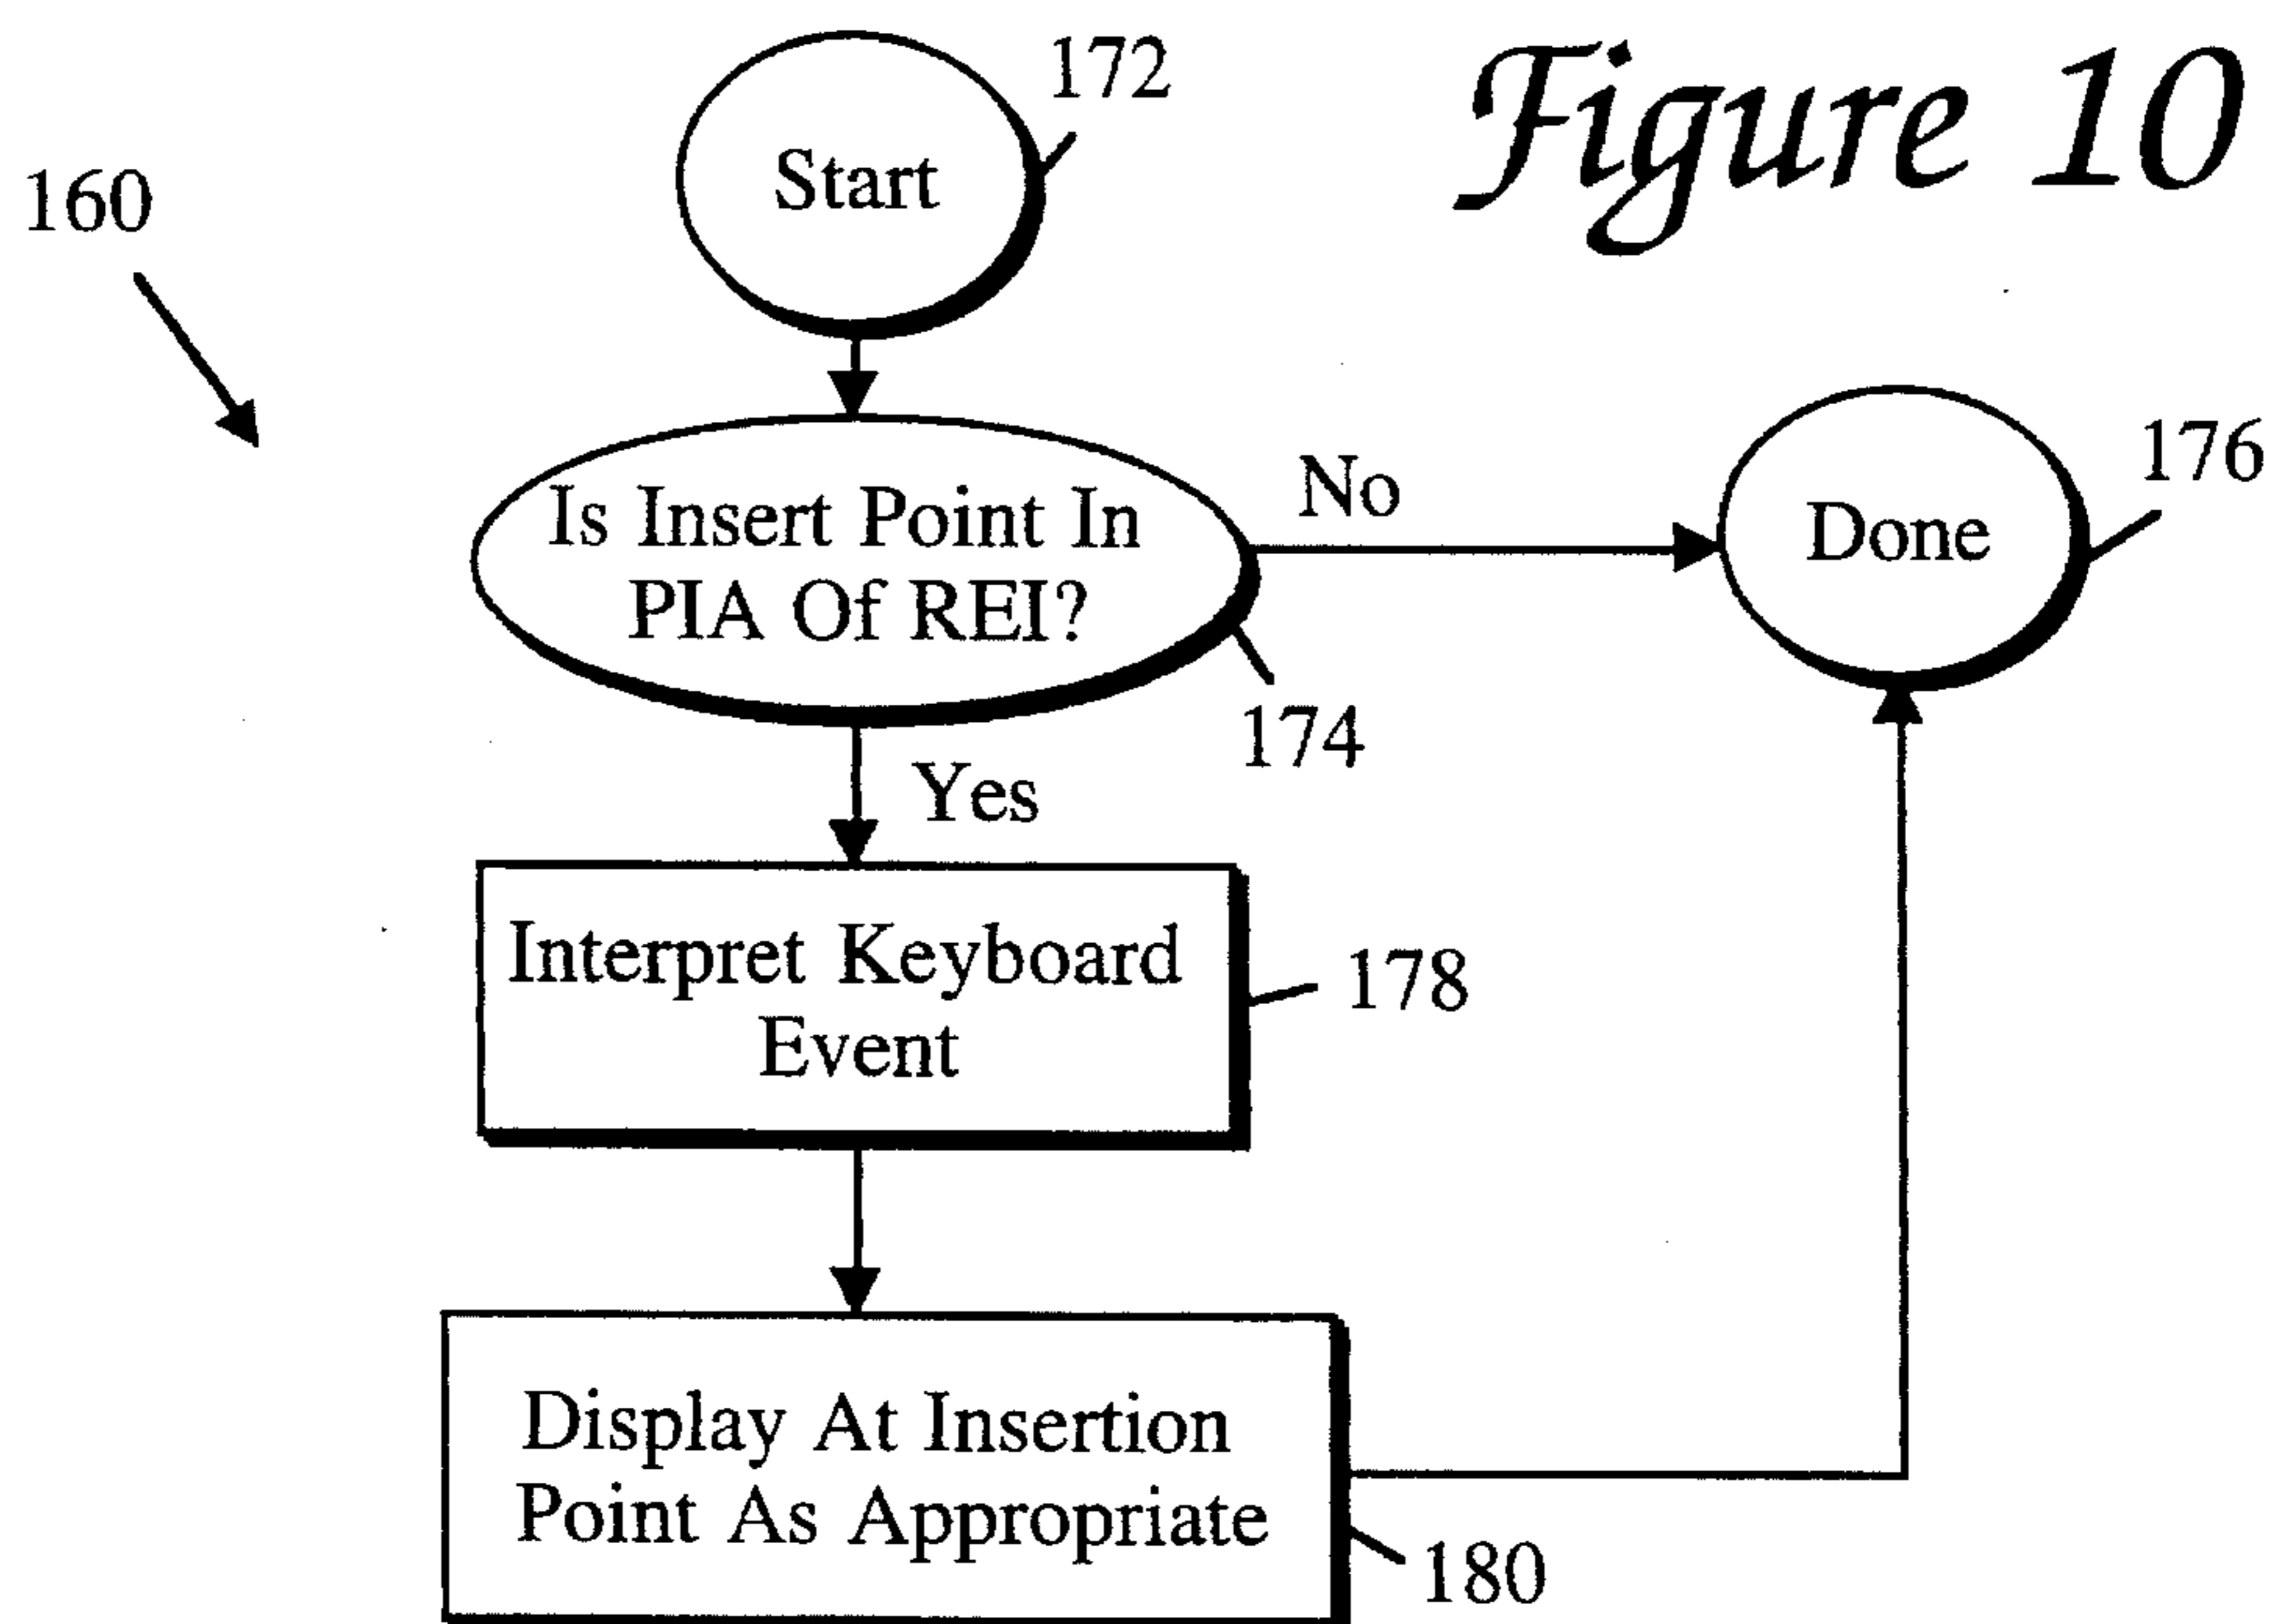 Figure 10
160
172
Start
Is Insert Point In
PIA Of REI?
174
No
Done
176
Yes
Interpret Keyboard
Event
178
Display At Insertion
Point As Appropriate
180